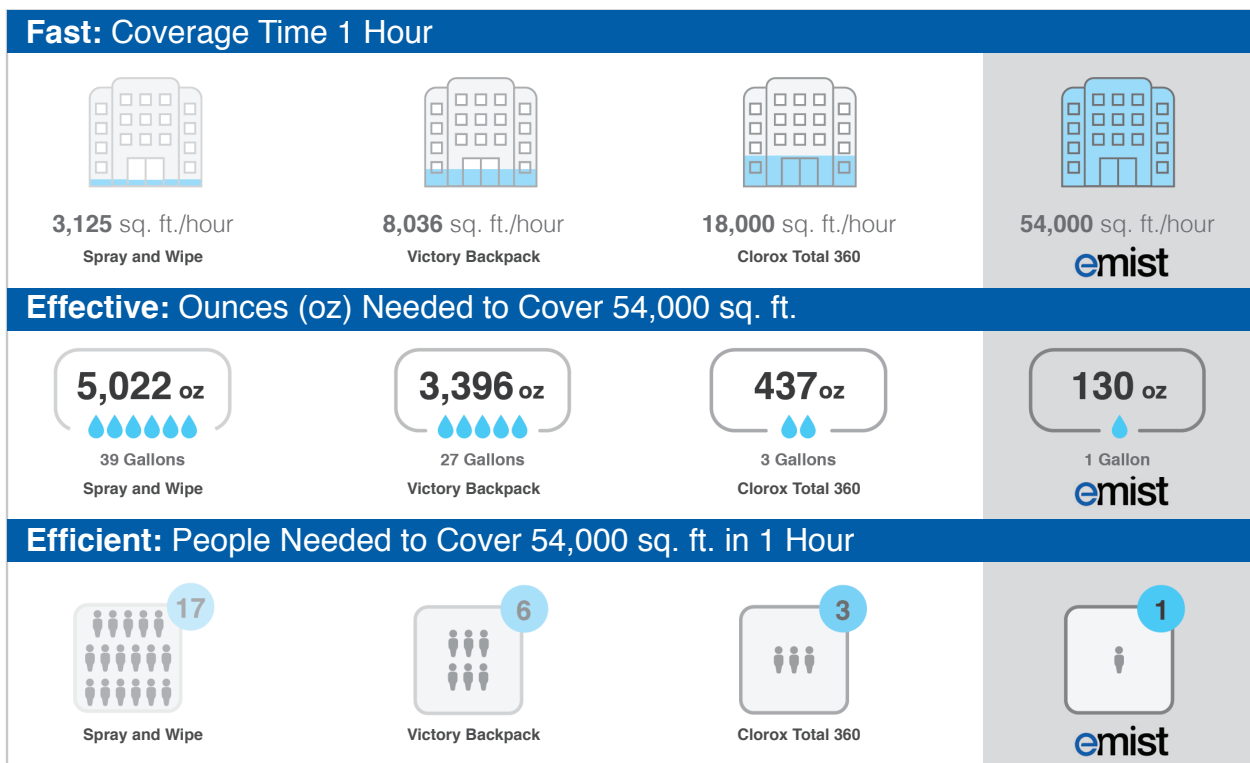 Fast: Coverage Time 1 Hour
3,125 sq. ft./hour
Spray and Wipe
8,036 sq. ft./hour
Victory Backpack
18,000 sq. ft./hour
Clorox Total 360
54,000 sq. ft./hour
emist
Effective: Ounces (oz) Needed to Cover 54,000 sq. ft.
5,022 oz
39 Gallons
Spray and Wipe
3,396 oz
27 Gallons
Victory Backpack
437 oz
3 Gallons
Clorox Total 360
130 oz
1 Gallon
emist
Efficient: People Needed to Cover 54,000 sq. ft. in 1 Hour
17
Spray and Wipe
6
Victory Backpack
3
Clorox Total 360
1
emist